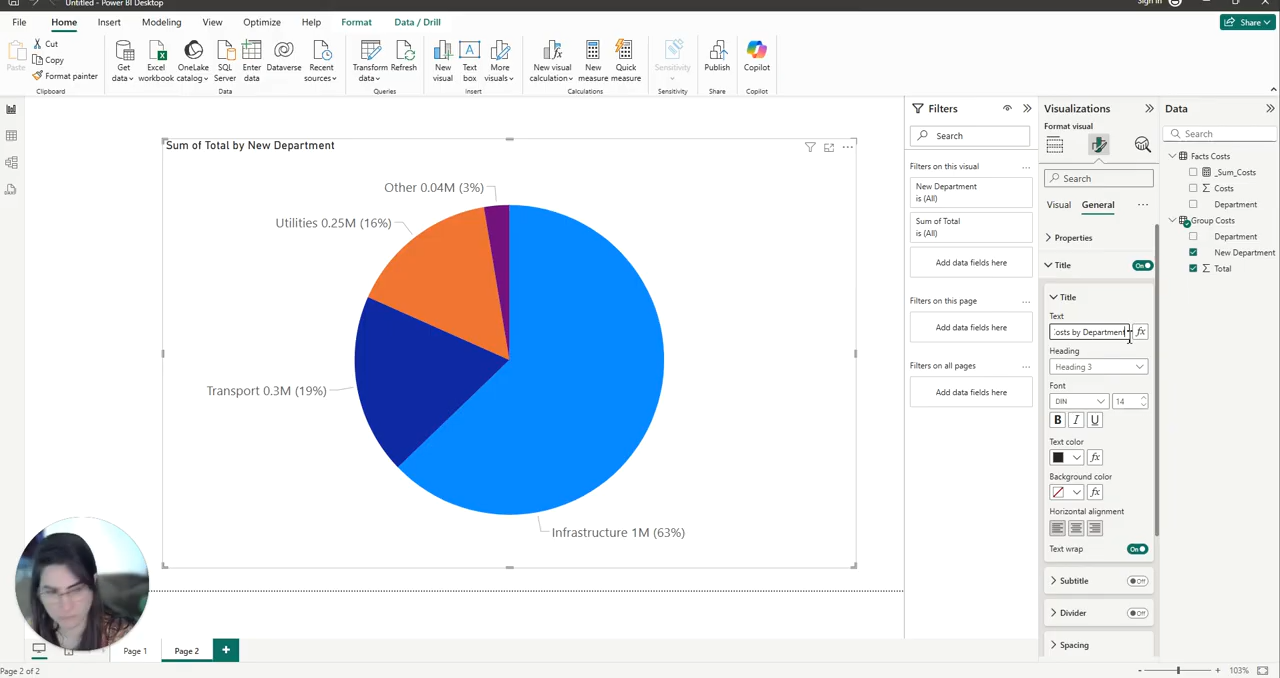 Untitled - Power BI Desktop
Sign in
File Home Insert Modeling View Optimize Help Format Data / Drill
Share
Paste
Cut
Copy
Format painter
Clipboard
Get data
Excel workbook
OneLake catalog
SQL Server
Enter data
Dataverse
Recent sources
Data
Transform data
Refresh
Queries
New visual
Text box
More visuals
Insert
New visual calculation
New measure
Quick measure
Calculations
Sensitivity
Sensitivity
Publish
Share
Copilot
Copilot
Sum of Total by New Department
Other 0.04M (3%)
Utilities 0.25M (16%)
Transport 0.3M (19%)
Infrastructure 1M (63%)
Filters
Search
Filters on this visual
New Department
is (All)
Sum of Total
is (All)
Add data fields here
Filters on this page
Add data fields here
Filters on all pages
Add data fields here
Visualizations
Format visual
Search
Visual General
Properties
Title On
Title
Text
osts by Department
fx
Heading
Heading 3
Font
DIN 14
B I U
Text color
fx
Background color
fx
Horizontal alignment
Text wrap On
Subtitle Off
Divider Off
Spacing
Data
Search
Facts Costs
_Sum_Costs
Costs
Department
Group Costs
Department
New Department
Total
Page 1 Page 2 +
Page 2 of 2
- + 103%